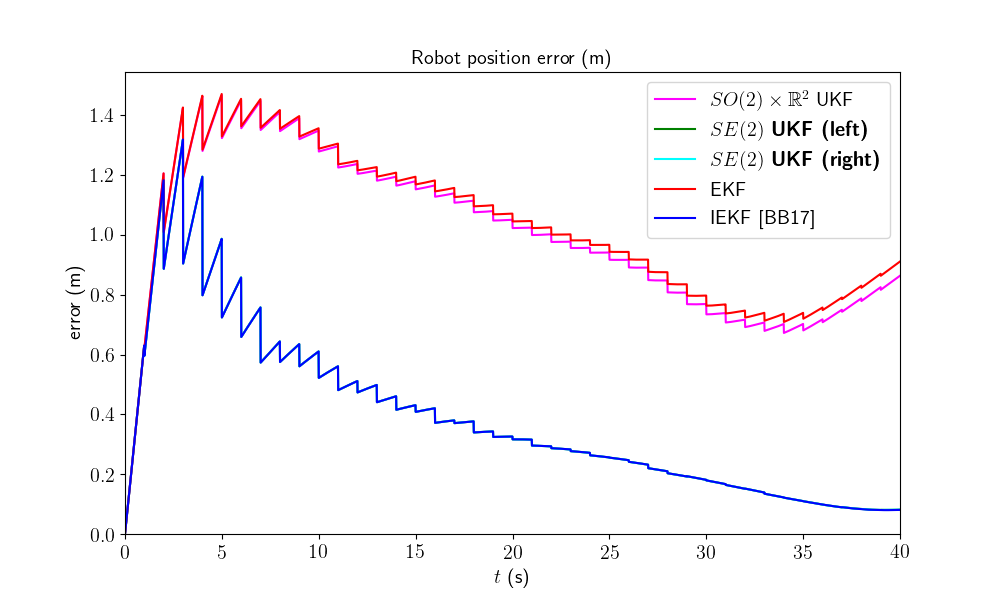 Robot position error (m)
SO(2) × ℝ² UKF
SE(2) UKF (left)
SE(2) UKF (right)
EKF
IEKF [BB17]
error (m)
1.4
1.2
1.0
0.8
0.6
0.4
0.2
0.0
0 5 10 15 20 25 30 35 40
t (s)